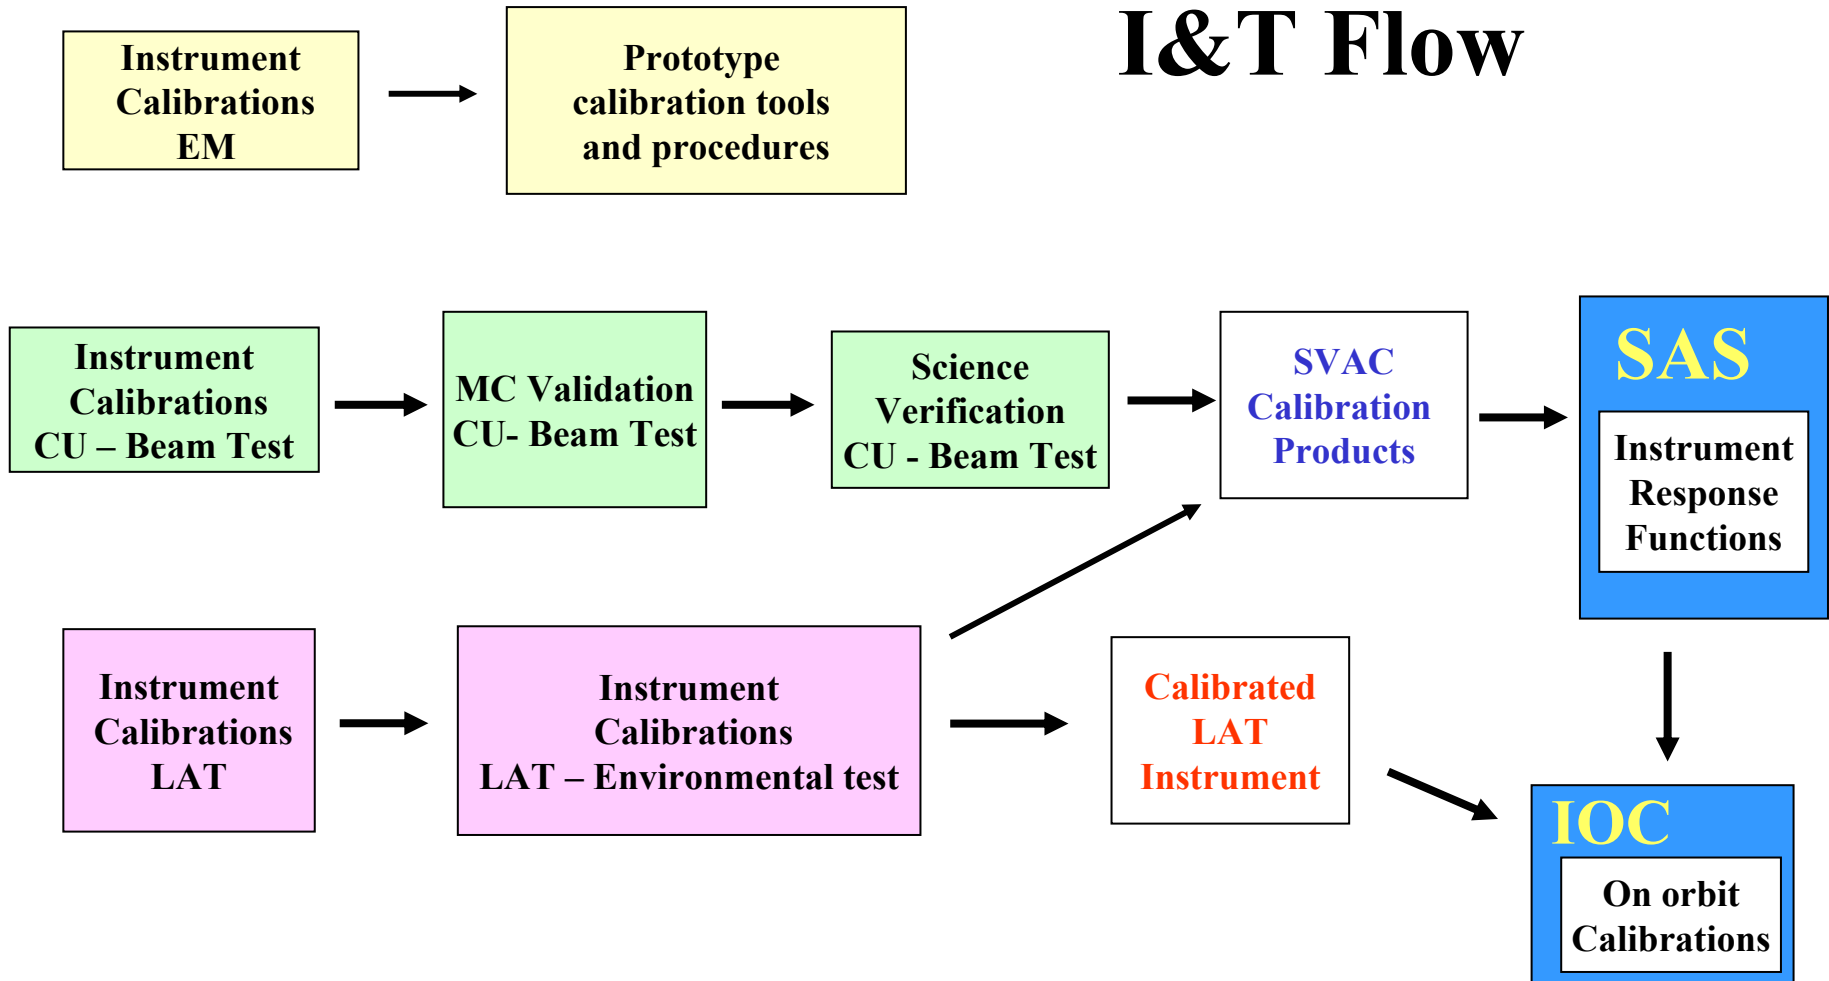 I&T Flow
Instrument
Calibrations
EM
Prototype
calibration tools
and procedures
Instrument
Calibrations
CU – Beam Test
MC Validation
CU- Beam Test
Science
Verification
CU - Beam Test
SVAC
Calibration
Products
SAS
Instrument
Response
Functions
Instrument
Calibrations
LAT
Instrument
Calibrations
LAT – Environmental test
Calibrated
LAT
Instrument
IOC
On orbit
Calibrations